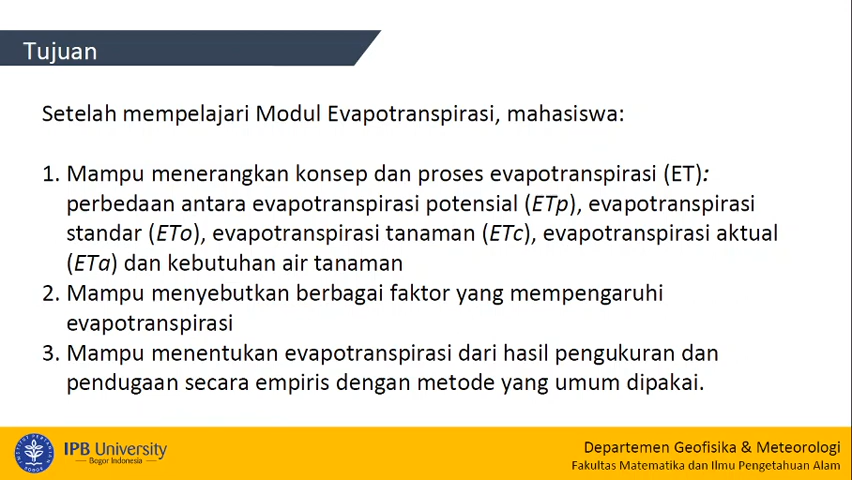 Tujuan
Setelah mempelajari Modul Evapotranspirasi, mahasiswa:
1. Mampu menerangkan konsep dan proses evapotranspirasi (ET):
perbedaan antara evapotranspirasi potensial (ETp), evapotranspirasi
standar (ETo), evapotranspirasi tanaman (ETc), evapotranspirasi aktual
(ETa) dan kebutuhan air tanaman
2. Mampu menyebutkan berbagai faktor yang mempengaruhi
evapotranspirasi
3. Mampu menentukan evapotranspirasi dari hasil pengukuran dan
pendugaan secara empiris dengan metode yang umum dipakai.
IPB University
Bogor Indonesia
Departemen Geofisika & Meteorologi
Fakultas Matematika dan Ilmu Pengetahuan Alam